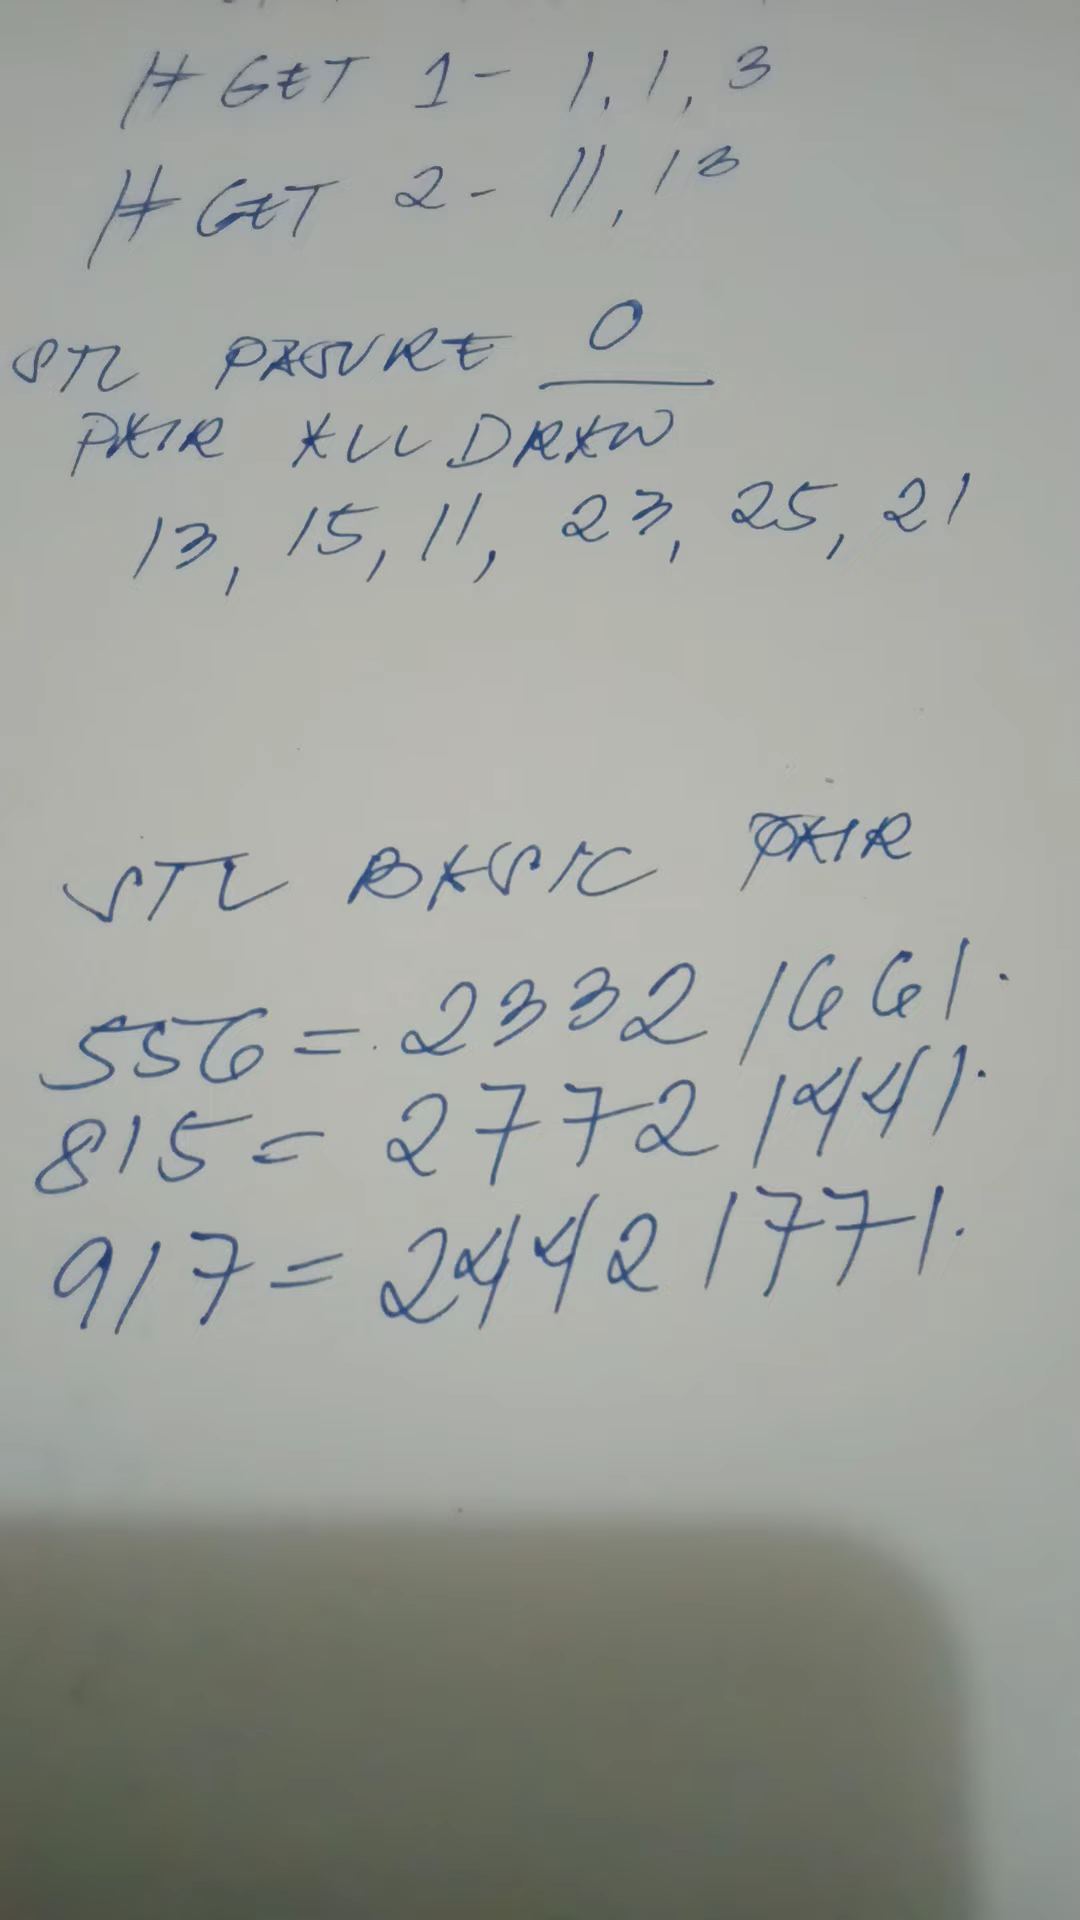 # GET 1 - 1, 1, 3
# GET 2 - 11, 13
STL PASURE 0
PAIR ALL DRAW
13, 15, 11, 23, 25, 21
STL BASIC PAIR
556 = 2332 1661.
815 = 2772 1441.
917 = 2442 1771.